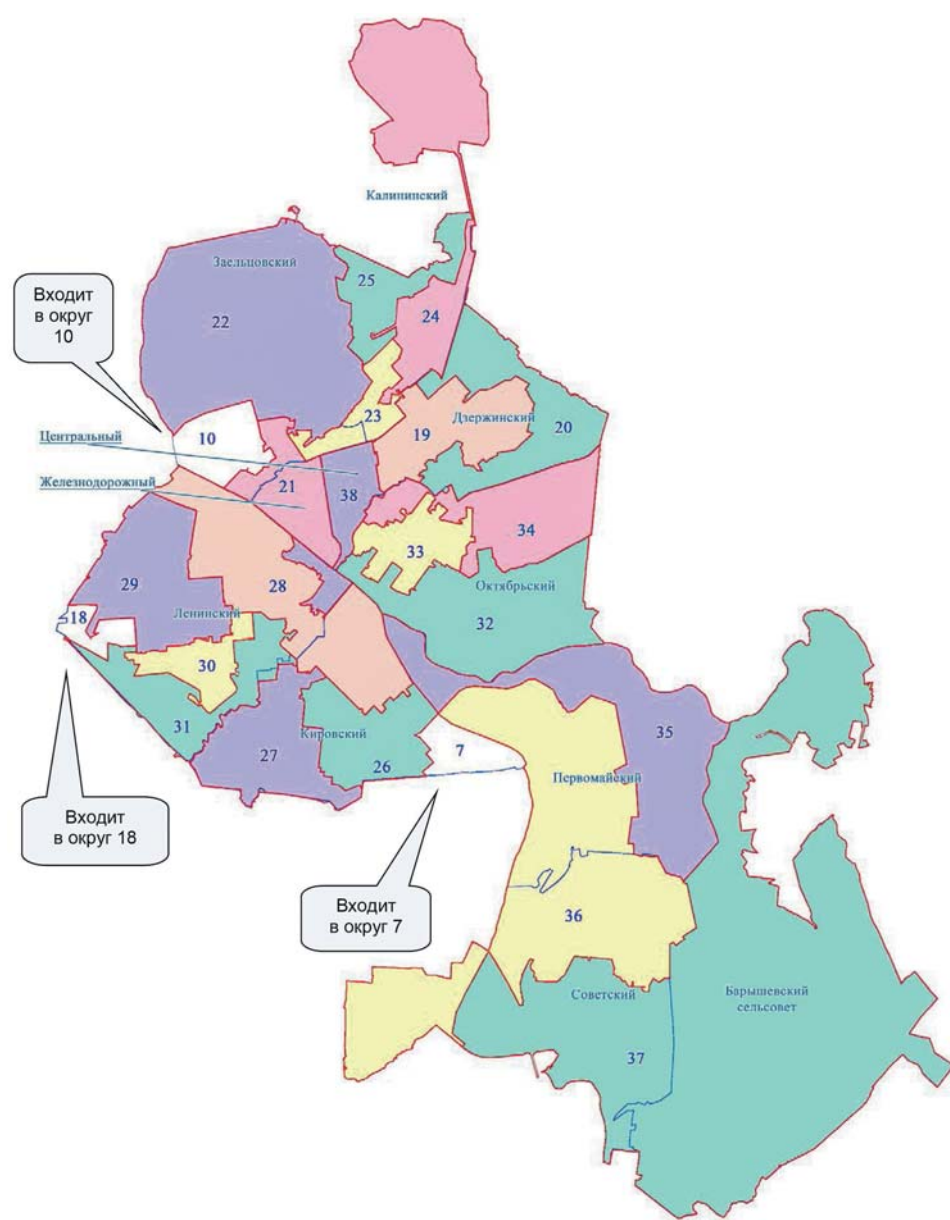 Калининский
Заельцовский
25
Входит
в округ
10
22
24
23
10
Центральный
19
Дзержинский
20
Железнодорожный
21
38
34
33
29
28
Октябрьский
18
Ленинский
32
30
31
35
Кировский
27
26
7
Первомайский
Входит
в округ 18
Входит
в округ 7
36
Советский
Барышевский
сельсовет
37